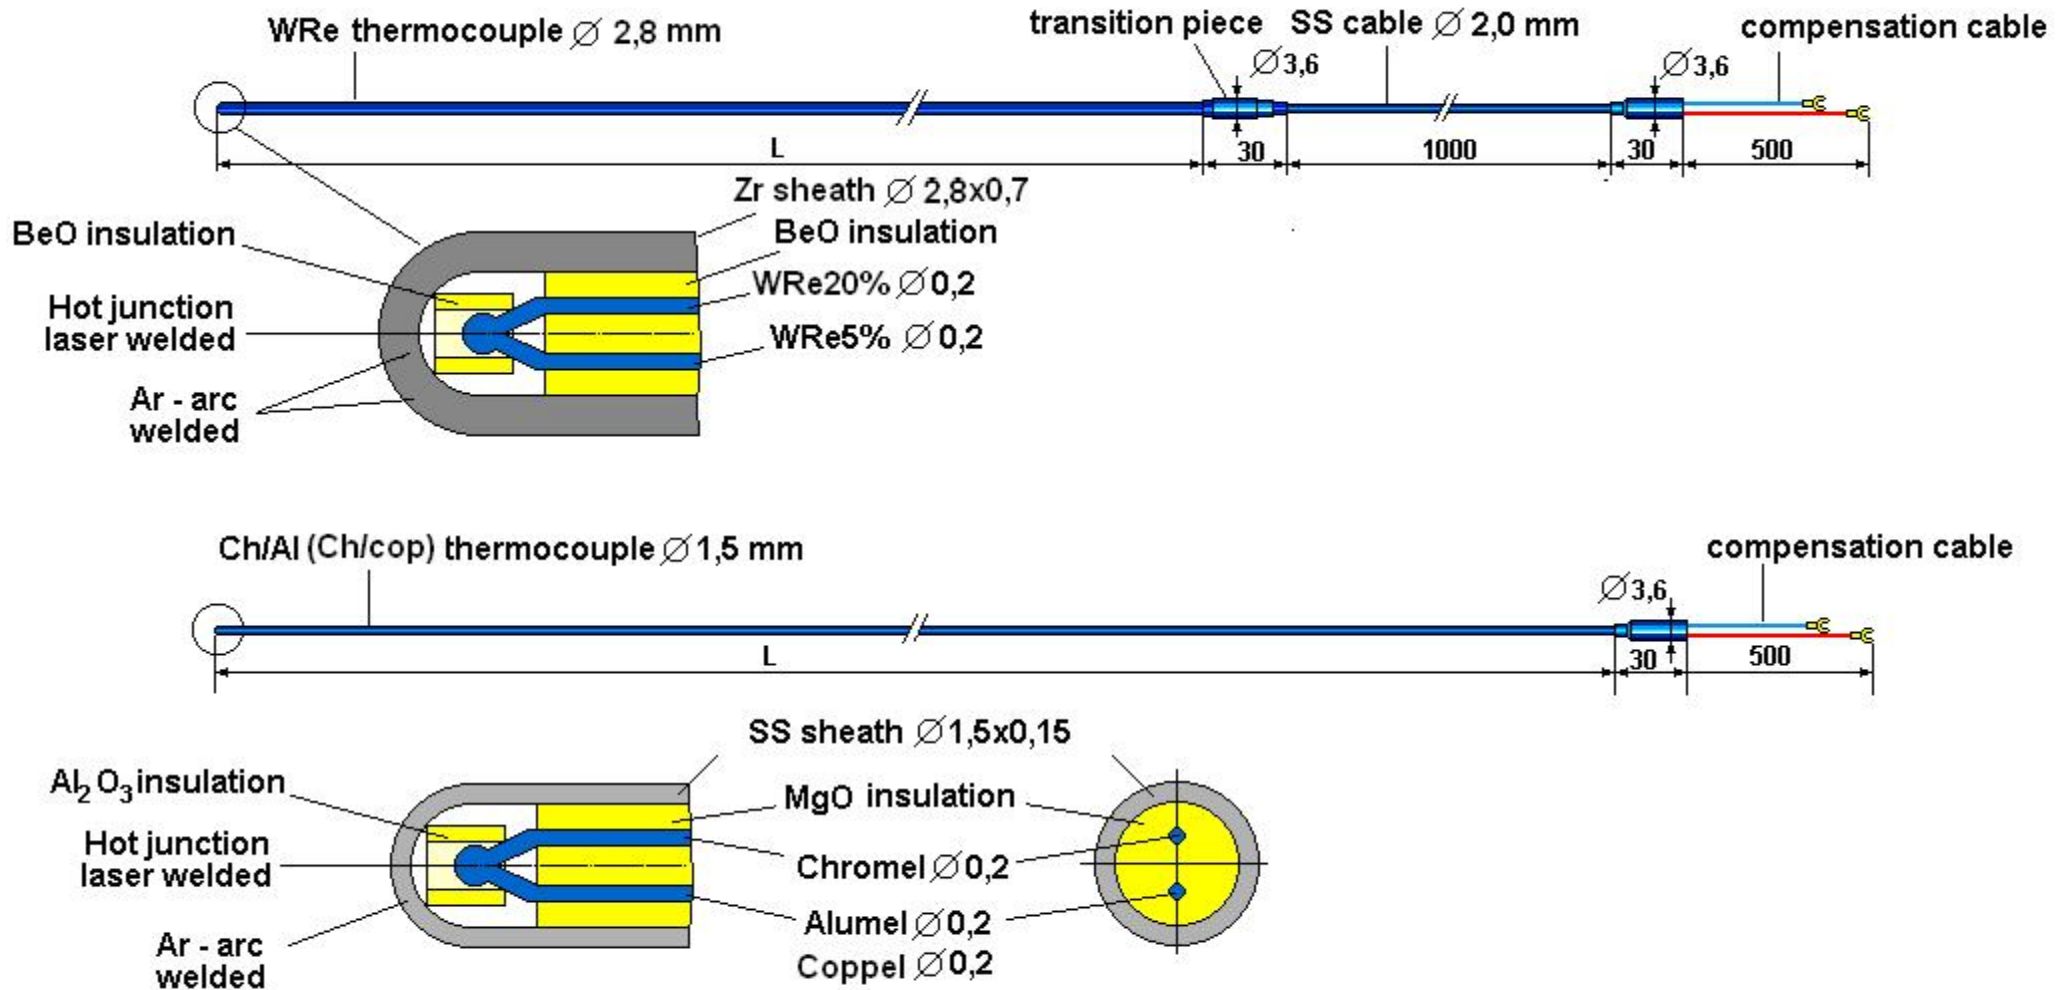 WRe thermocouple ∅ 2,8 mm
transition piece
SS cable ∅ 2,0 mm
compensation cable
∅3,6
∅3,6
L
30
1000
30
500
Zr sheath ∅ 2,8x0,7
BeO insulation
BeO insulation
WRe20% ∅0,2
Hot junction
laser welded
WRe5% ∅0,2
Ar - arc
welded
Ch/Al (Ch/cop) thermocouple ∅1,5 mm
compensation cable
∅3,6
L
30
500
SS sheath ∅1,5x0,15
Al₂O₃ insulation
MgO insulation
Hot junction
laser welded
Chromel ∅0,2
Alumel ∅0,2
Ar - arc
welded
Coppel ∅0,2